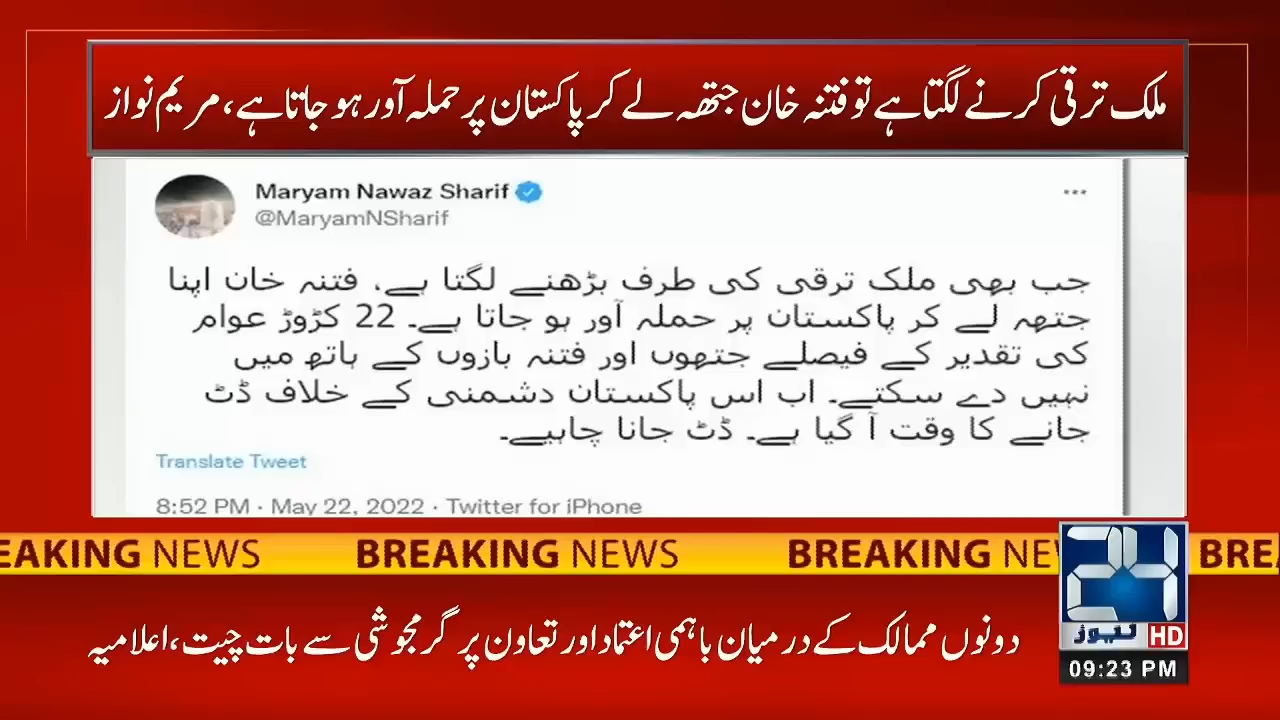 ملک ترقی کرنے لگتا ہے تو فتنہ خان جتھہ لے کر پاکستان پر حملہ آور ہو جاتا ہے، مریم نواز
Maryam Nawaz Sharif
@MaryamNSharif
جب بھی ملک ترقی کی طرف بڑھنے لگتا ہے، فتنہ خان اپنا
جتھہ لے کر پاکستان پر حملہ آور ہو جاتا ہے۔ 22 کڑوڑ عوام
کی تقدیر کے فیصلے جتھوں اور فتنہ بازوں کے ہاتھ میں
نہیں دے سکتے۔ اب اس پاکستان دشمنی کے خلاف ڈٹ
جانے کا وقت آ گیا ہے۔ ڈٹ جانا چاہیے۔
Translate Tweet
8:52 PM · May 22, 2022 · Twitter for iPhone
EAKING NEWS BREAKING NEWS BREAKING NEW BREA
24
نیوز HD
دونوں ممالک کے درمیان باہمی اعتماد اور تعاون پر گرمجوشی سے بات چیت، اعلامیہ
09:23 PM